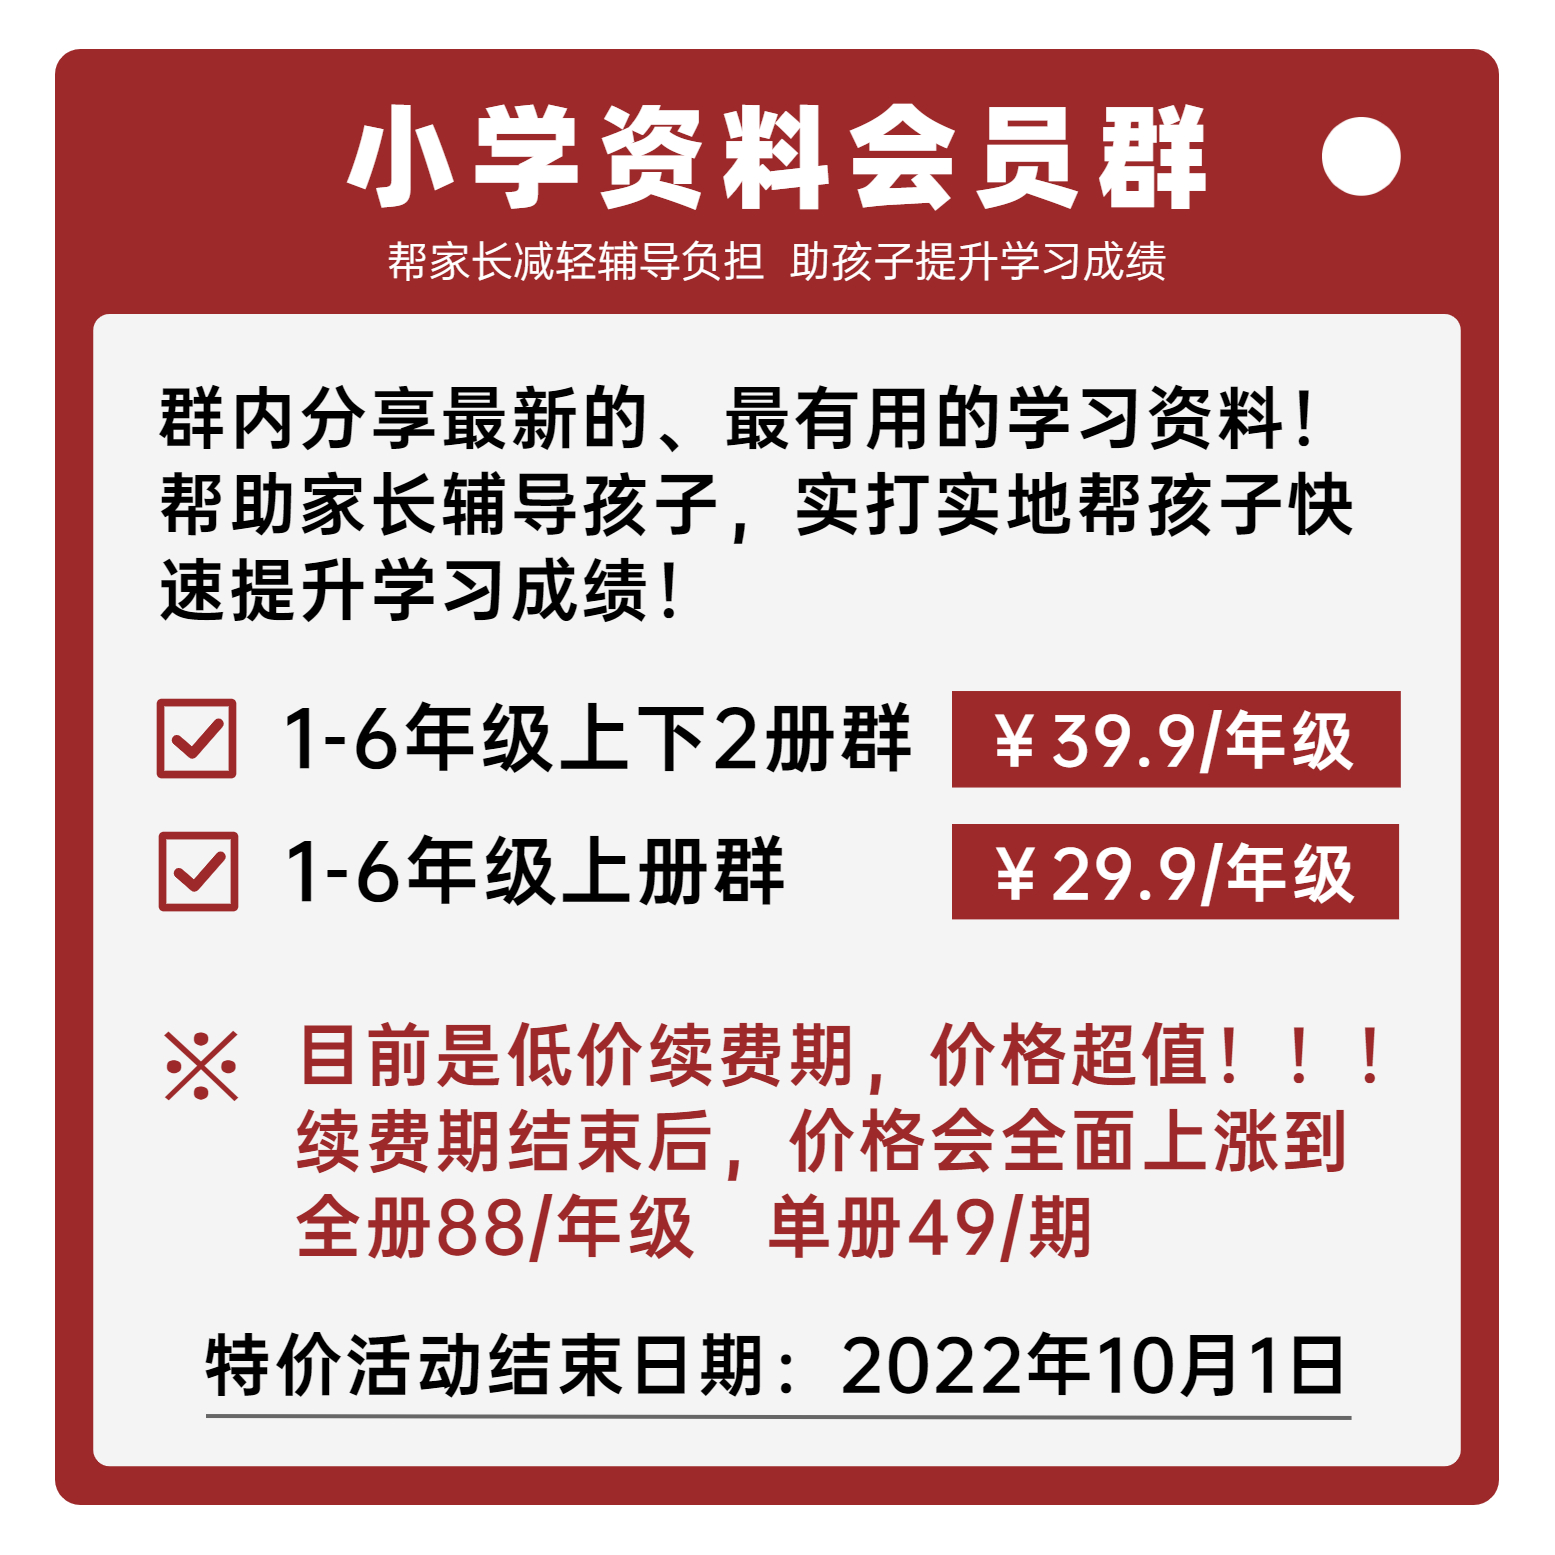 小学资料会员群
帮家长减轻辅导负担 助孩子提升学习成绩
群内分享最新的、最有用的学习资料！
帮助家长辅导孩子，实打实地帮孩子快
速提升学习成绩！
1-6年级上下2册群 ￥39.9/年级
1-6年级上册群 ￥29.9/年级
※ 目前是低价续费期，价格超值！！！
续费期结束后，价格会全面上涨到
全册88/年级 单册49/期
特价活动结束日期：2022年10月1日